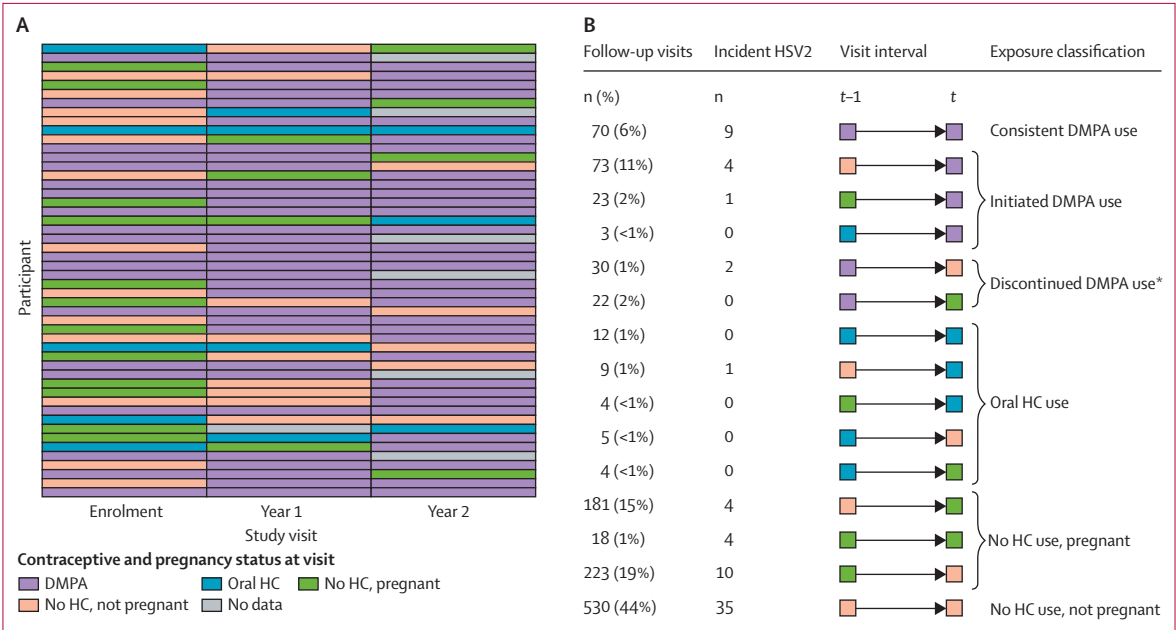 A
Participant
Enrolment Year 1 Year 2
Study visit
Contraceptive and pregnancy status at visit
DMPA Oral HC No HC, pregnant
No HC, not pregnant No data
B
Follow-up visits Incident HSV2 Visit interval Exposure classification
n (%) n t–1 t
70 (6%) 9 Consistent DMPA use
73 (11%) 4
23 (2%) 1 Initiated DMPA use
3 (<1%) 0
30 (1%) 2
Discontinued DMPA use*
22 (2%) 0
12 (1%) 0
9 (1%) 1
4 (<1%) 0 Oral HC use
5 (<1%) 0
4 (<1%) 0
181 (15%) 4
18 (1%) 4 No HC use, pregnant
223 (19%) 10
530 (44%) 35 No HC use, not pregnant